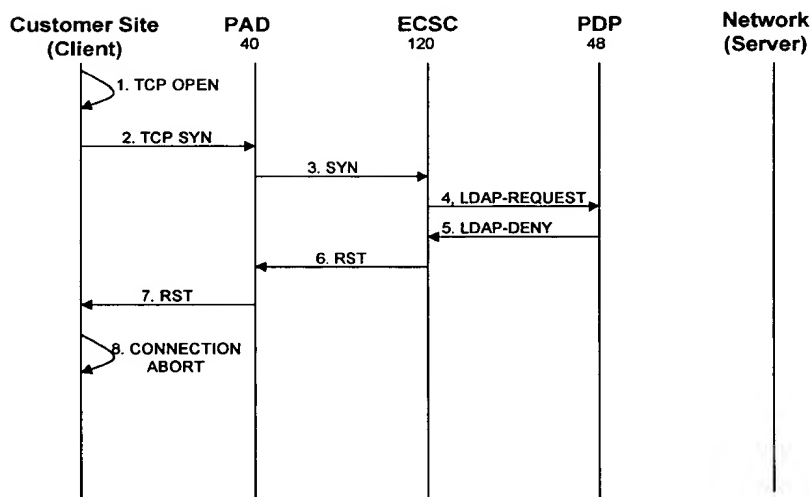 Customer Site
(Client)
PAD
40
ECSC
120
PDP
48
Network
(Server)
1. TCP OPEN
2. TCP SYN
3. SYN
4, LDAP-REQUEST
5. LDAP-DENY
6. RST
7. RST
8. CONNECTION
ABORT